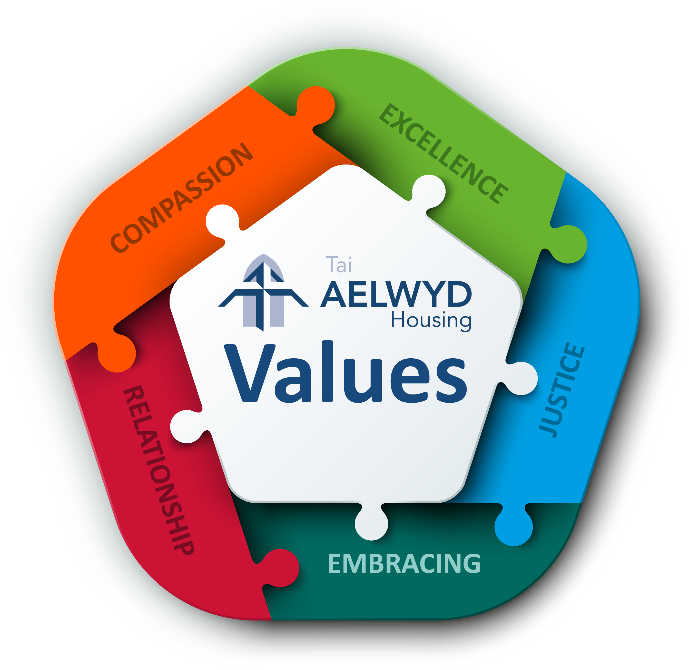 EXCELLENCE
COMPASSION
Tai
AELWYD
Housing
Values
JUSTICE
RELATIONSHIP
EMBRACING